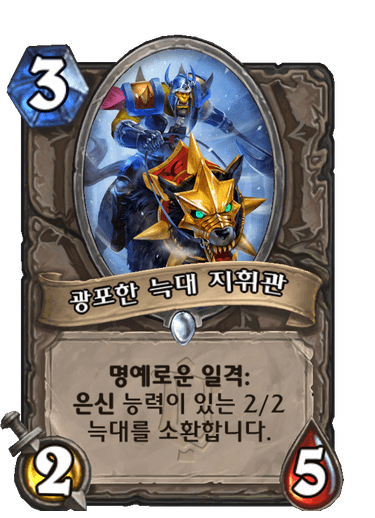 3
광포한 늑대 지휘관
명예로운 일격:
은신 능력이 있는 2/2
늑대를 소환합니다.
2
5